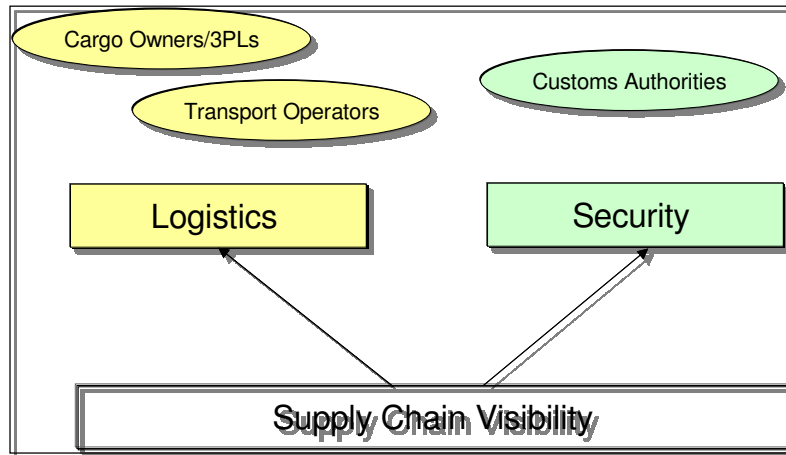 Cargo Owners/3PLs
Customs Authorities
Transport Operators
Logistics
Security
Supply Chain Visibility